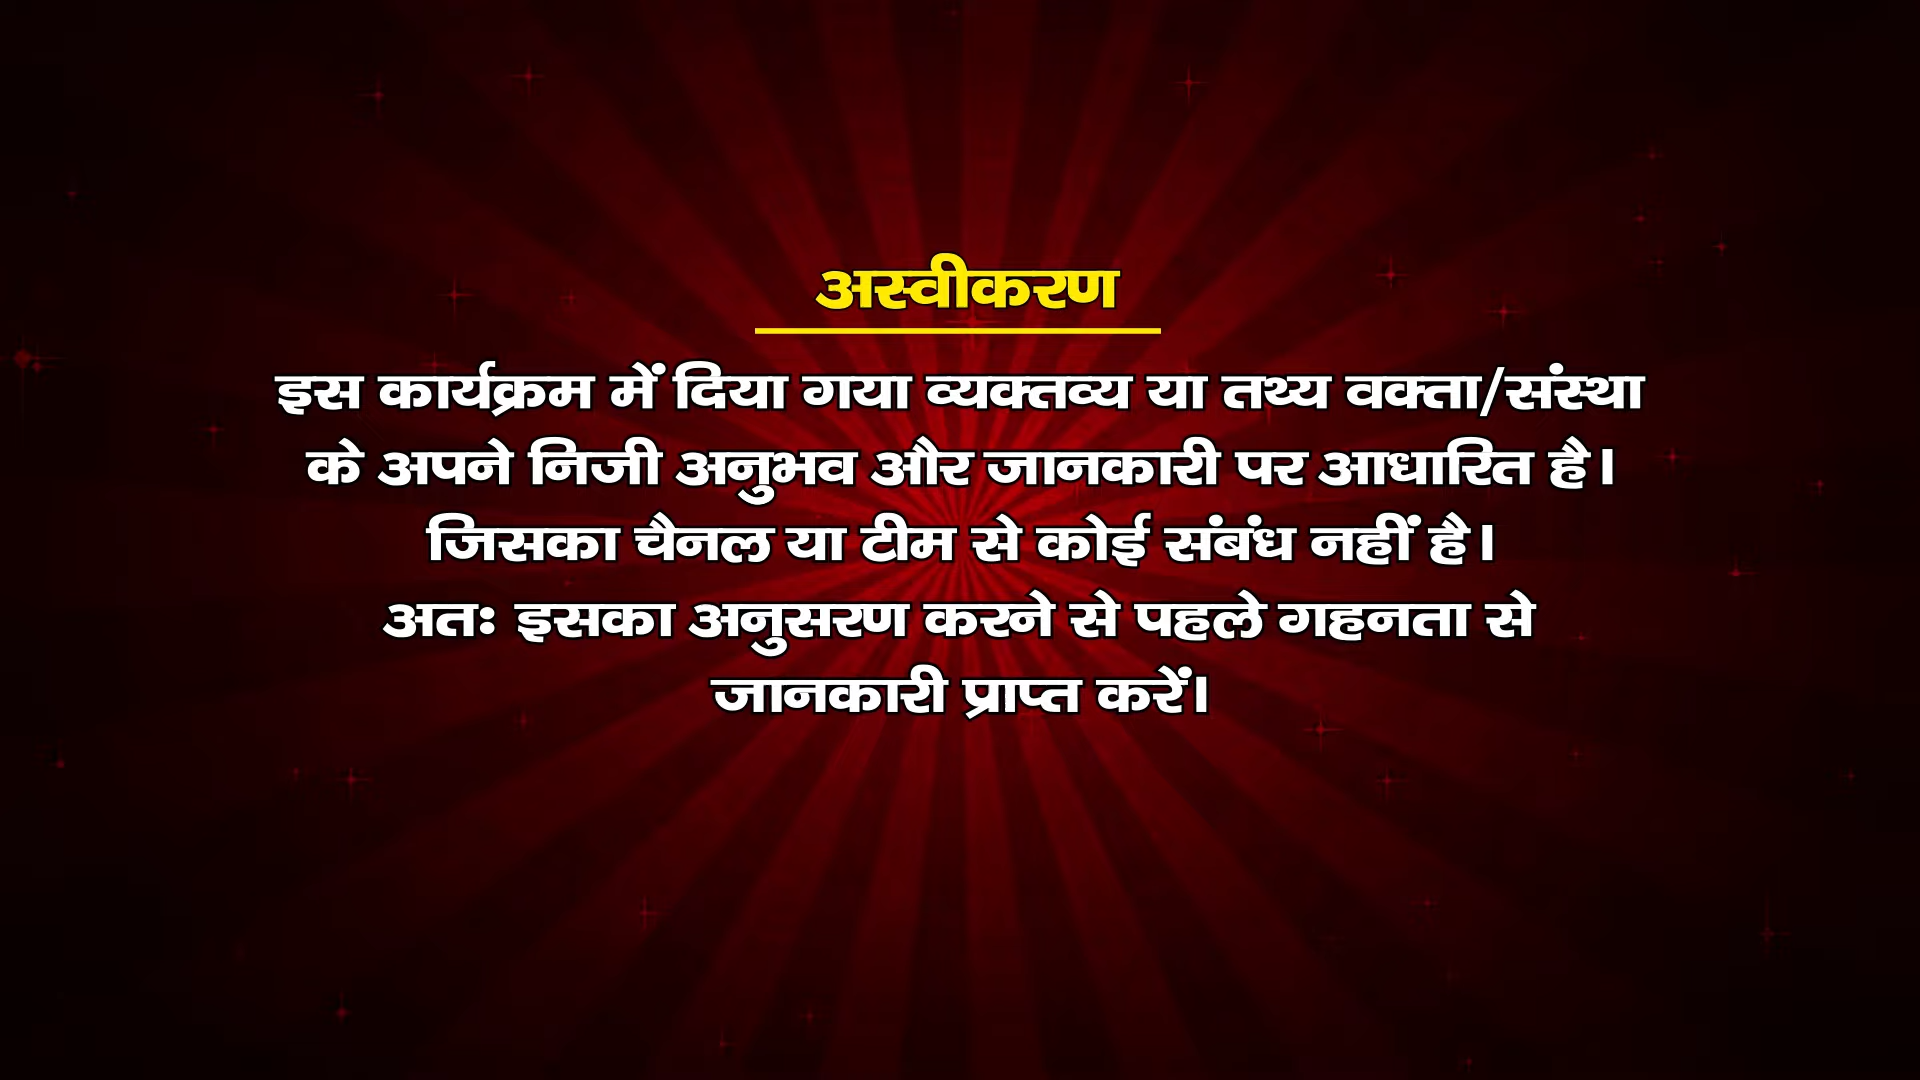 अस्वीकरण
इस कार्यक्रम में दिया गया व्यक्तव्य या तथ्य वक्ता/संस्था
के अपने निजी अनुभव और जानकारी पर आधारित है।
जिसका चैनल या टीम से कोई संबंध नहीं है।
अतः इसका अनुसरण करने से पहले गहनता से
जानकारी प्राप्त करें।